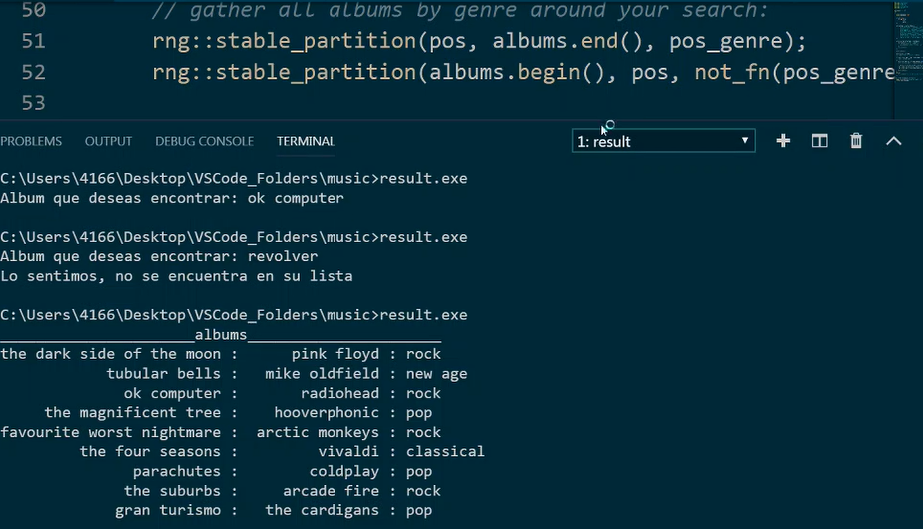 50 // gather all albums by genre around your search:
51 rng::stable_partition(pos, albums.end(), pos_genre);
52 rng::stable_partition(albums.begin(), pos, not_fn(pos_genre
53
PROBLEMS OUTPUT DEBUG CONSOLE TERMINAL 1: result
C:\Users\4166\Desktop\VSCode_Folders\music>result.exe
Album que deseas encontrar: ok computer
C:\Users\4166\Desktop\VSCode_Folders\music>result.exe
Album que deseas encontrar: revolver
Lo sentimos, no se encuentra en su lista
C:\Users\4166\Desktop\VSCode_Folders\music>result.exe
______________________albums______________________
the dark side of the moon : pink floyd : rock
tubular bells : mike oldfield : new age
ok computer : radiohead : rock
the magnificent tree : hooverphonic : pop
favourite worst nightmare : arctic monkeys : rock
the four seasons : vivaldi : classical
parachutes : coldplay : pop
the suburbs : arcade fire : rock
gran turismo : the cardigans : pop